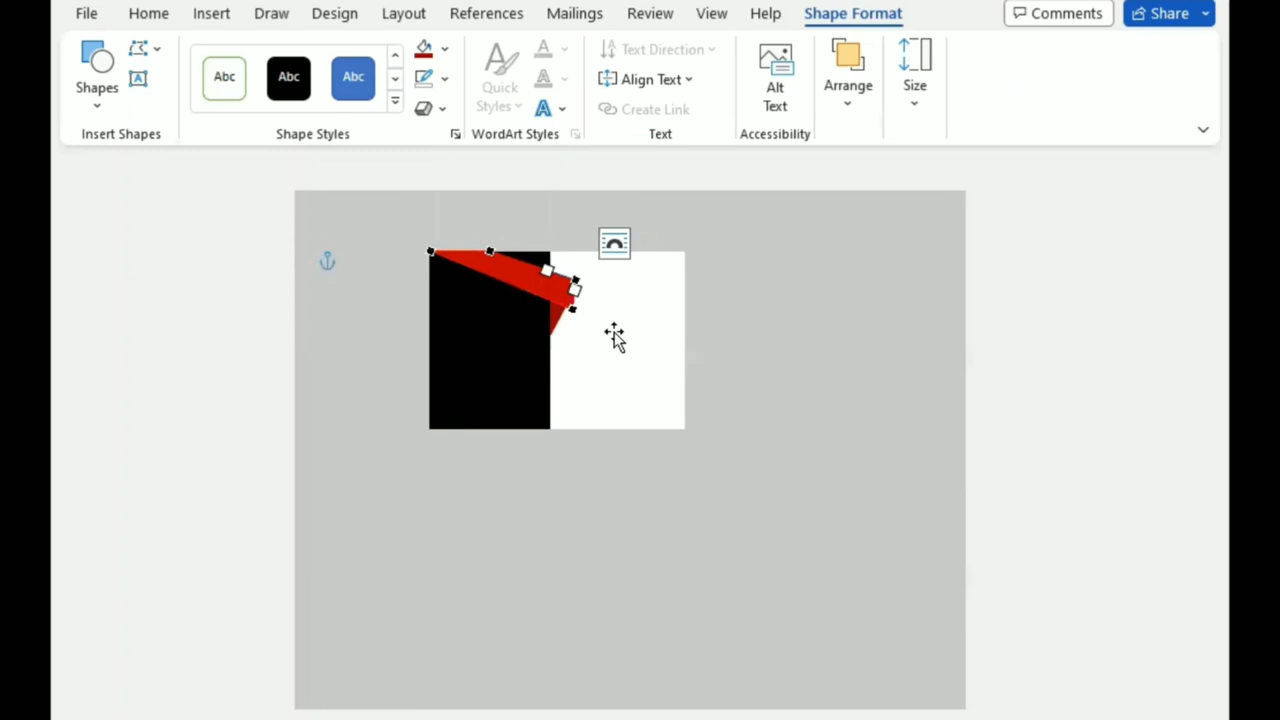 File Home Insert Draw Design Layout References Mailings Review View Help Shape Format Comments Share
Shapes
Abc Abc Abc
Quick
Styles
A
A
A
Text Direction
Align Text
Create Link
Alt
Text
Arrange
Size
Insert Shapes Shape Styles WordArt Styles Text Accessibility